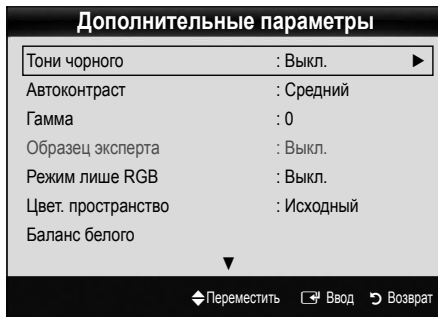 Дополнительные параметры
Тони чорного : Выкл. ►
Автоконтраст : Средний
Гамма : 0
Образец эксперта : Выкл.
Режим лише RGB : Выкл.
Цвет. пространство : Исходный
Баланс белого
▼
Переместить Ввод Возврат